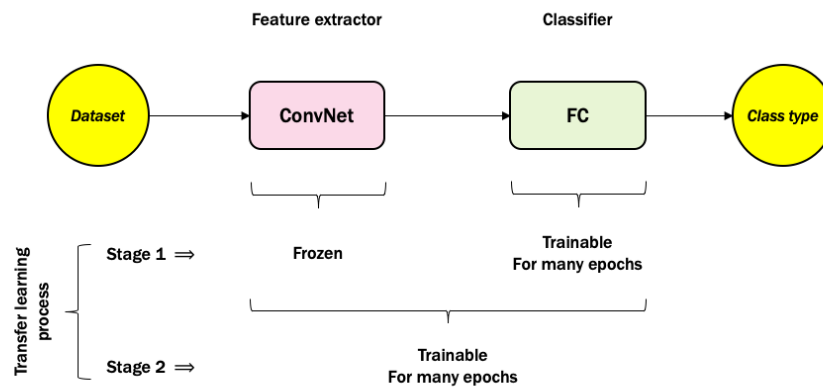 Feature extractor
Classifier
Dataset
ConvNet
FC
Class type
Transfer learning
process
Stage 1 ⇒
Frozen
Trainable
For many epochs
Stage 2 ⇒
Trainable
For many epochs